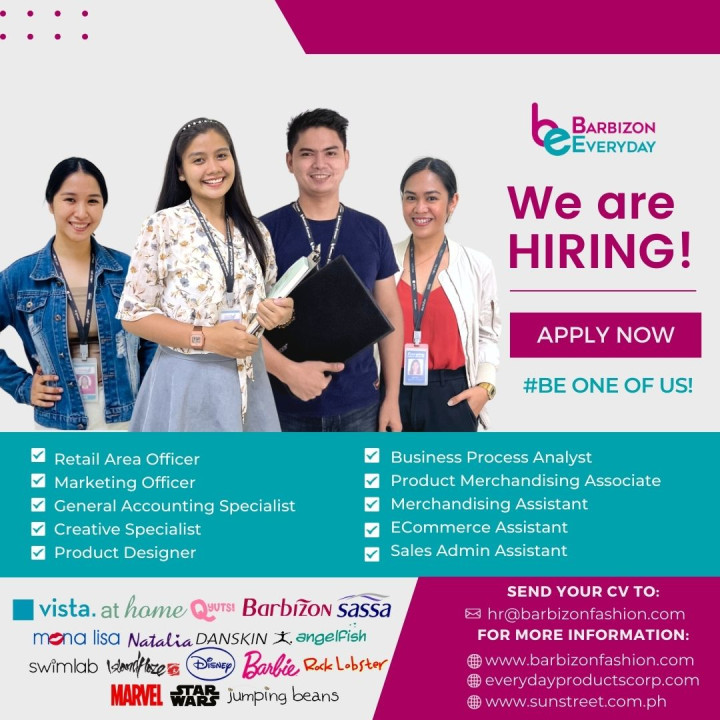 be BARBIZON
EVERYDAY
We are
HIRING!
APPLY NOW
#BE ONE OF US!
Retail Area Officer
Marketing Officer
General Accounting Specialist
Creative Specialist
Product Designer
Business Process Analyst
Product Merchandising Associate
Merchandising Assistant
ECommerce Assistant
Sales Admin Assistant
vista. at home QYUTS! BARBIZON sassa
mona lisa Natalia DANSKIN angelfish
swimlab Island Haze Disney Barbie Rock Lobster
MARVEL STAR WARS jumping beans
SEND YOUR CV TO:
hr@barbizonfashion.com
FOR MORE INFORMATION:
www.barbizonfashion.com
everydayproductscorp.com
www.sunstreet.com.ph